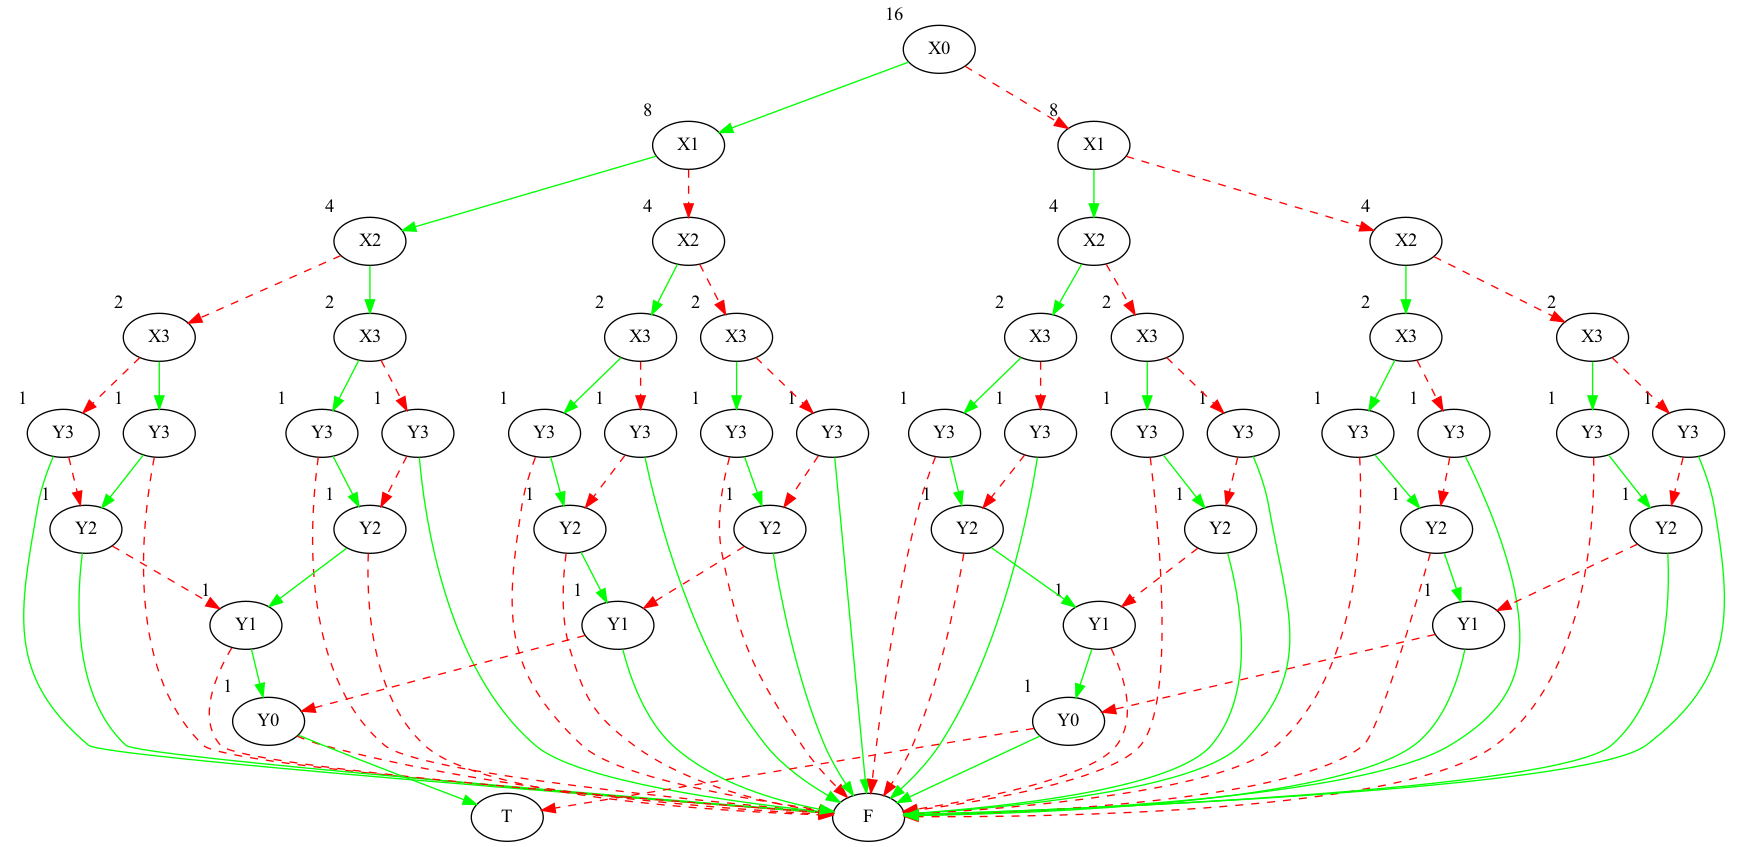 16
X0
8 8
X1 X1
4 4 4 4
X2 X2 X2 X2
2 2 2 2 2 2 2 2
X3 X3 X3 X3 X3 X3 X3 X3
1 1 1 1 1 1 1 1 1 1 1 1 1 1 1 1
Y3 Y3 Y3 Y3 Y3 Y3 Y3 Y3 Y3 Y3 Y3 Y3 Y3 Y3 Y3 Y3
1 1 1 1 1 1 1 1
Y2 Y2 Y2 Y2 Y2 Y2 Y2 Y2
1 1 1 1
Y1 Y1 Y1 Y1
1 1
Y0 Y0
T F